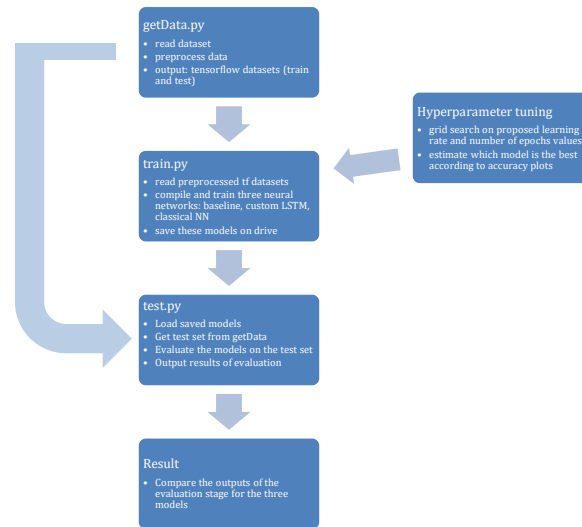 getData.py
• read dataset
• preprocess data
• output: tensorflow datasets (train
and test)
Hyperparameter tuning
• grid search on proposed learning
rate and number of epochs values
• estimate which model is the best
according to accuracy plots
train.py
• read preprocessed tf datasets
• compile and train three neural
networks: baseline, custom LSTM,
classical NN
• save these models on drive
test.py
• Load saved models
• Get test set from getData
• Evaluate the models on the test set
• Output results of evaluation
Result
• Compare the outputs of the
evaluation stage for the three
models